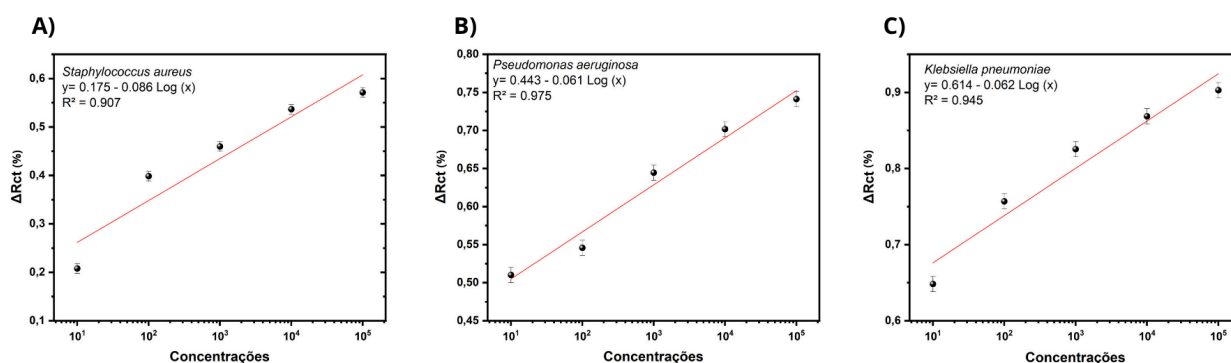 A)
Staphylococcus aureus
y= 0.175 - 0.086 Log (x)
R² = 0.907
ΔRct (%)
0,6
0,5
0,4
0,3
0,2
0,1
10¹ 10² 10³ 10⁴ 10⁵
Concentrações
B)
Pseudomonas aeruginosa
y= 0.443 - 0.061 Log (x)
R² = 0.975
ΔRct (%)
0,80
0,75
0,70
0,65
0,60
0,55
0,50
0,45
10¹ 10² 10³ 10⁴ 10⁵
Concentrações
C)
Klebsiella pneumoniae
y= 0.614 - 0.062 Log (x)
R² = 0.945
ΔRct (%)
0,9
0,8
0,7
0,6
10¹ 10² 10³ 10⁴ 10⁵
Concentrações